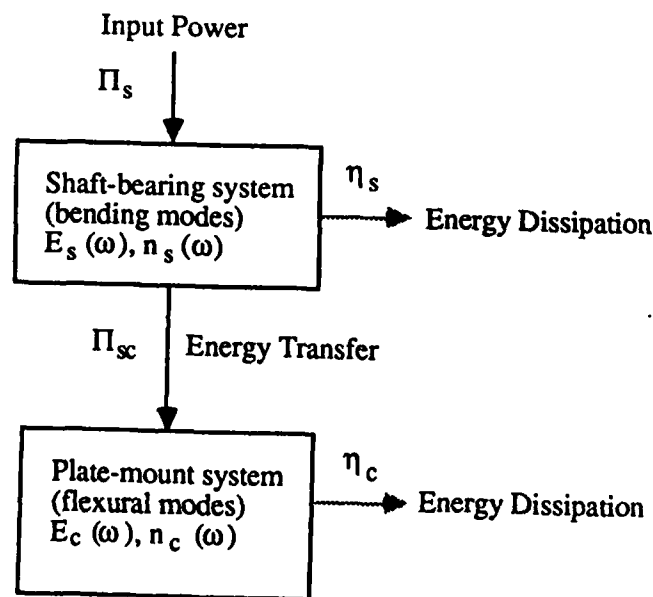 Input Power
Π_s
Shaft-bearing system
(bending modes)
E_s (ω), n_s (ω)
η_s
Energy Dissipation
Π_sc
Energy Transfer
Plate-mount system
(flexural modes)
E_c (ω), n_c (ω)
η_c
Energy Dissipation